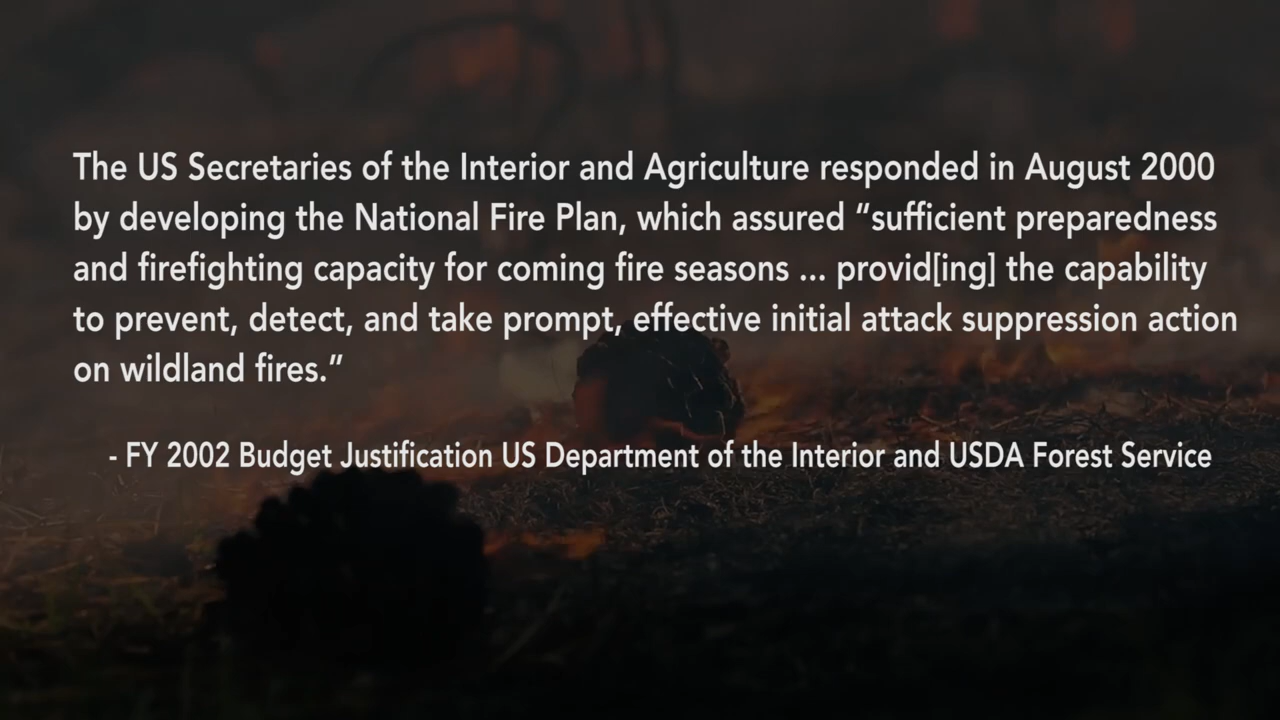 The US Secretaries of the Interior and Agriculture responded in August 2000
by developing the National Fire Plan, which assured “sufficient preparedness
and firefighting capacity for coming fire seasons ... provid[ing] the capability
to prevent, detect, and take prompt, effective initial attack suppression action
on wildland fires.”
- FY 2002 Budget Justification US Department of the Interior and USDA Forest Service